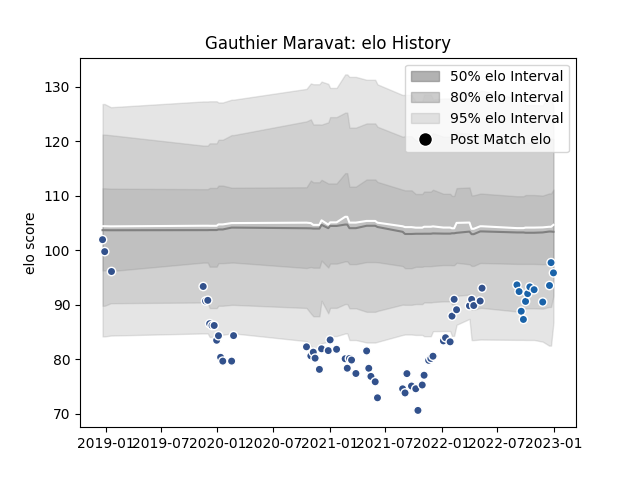 Gauthier Maravat: elo History
50% elo Interval
80% elo Interval
95% elo Interval
Post Match elo
elo score
130
120
110
100
90
80
70
2019-01 2019-07 2020-01 2020-07 2021-01 2021-07 2022-01 2022-07 2023-01